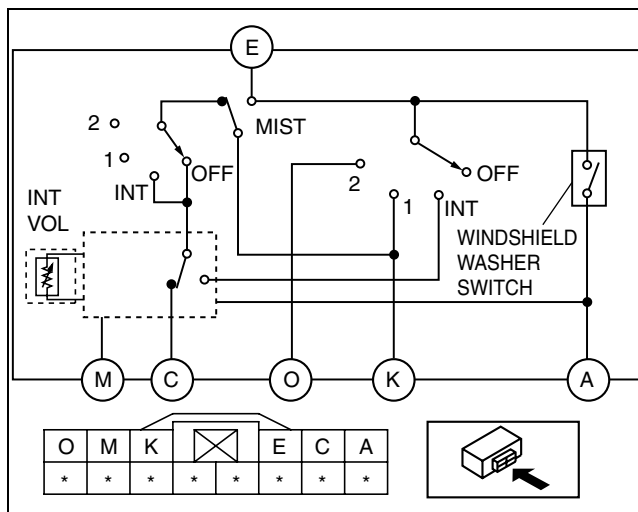 E
MIST
2
1
INT
OFF
2
1
INT
OFF
INT
VOL
WINDSHIELD
WASHER
SWITCH
M
C
O
K
A
O M K E C A
* * * * * * * *